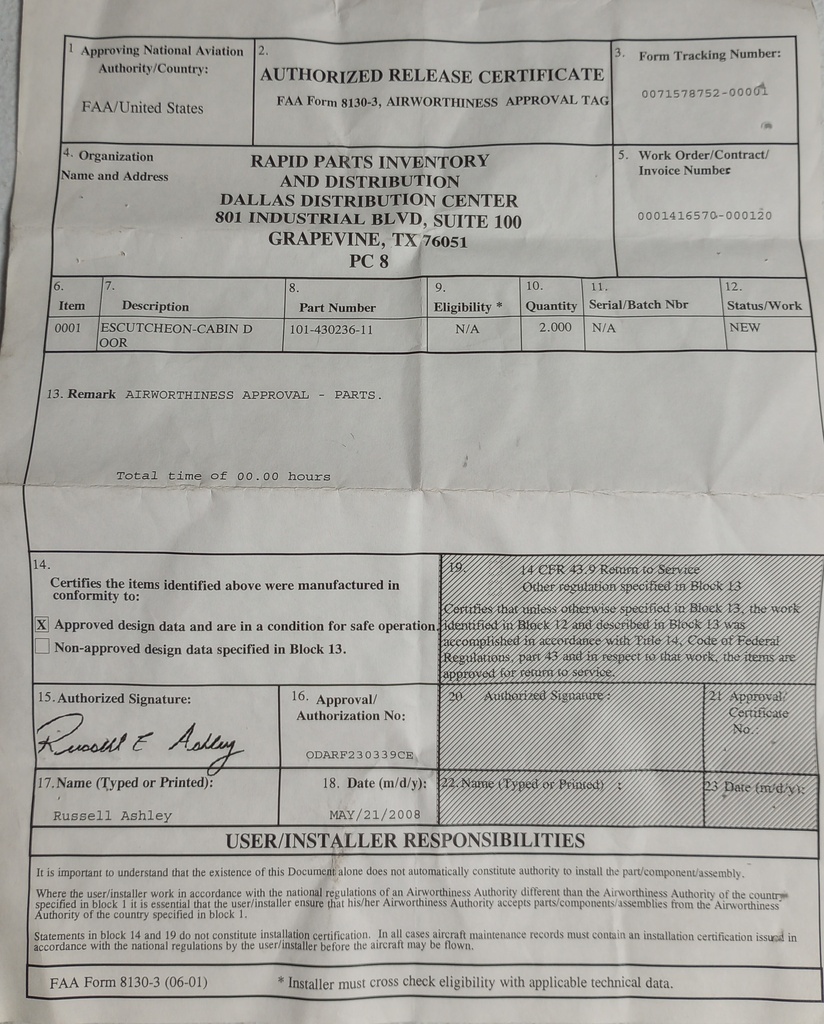 1 Approving National Aviation
Authority/Country:
FAA/United States
2.
AUTHORIZED RELEASE CERTIFICATE
FAA Form 8130-3, AIRWORTHINESS APPROVAL TAG
3. Form Tracking Number:
0071578752-00001
4. Organization
Name and Address
RAPID PARTS INVENTORY
AND DISTRIBUTION
DALLAS DISTRIBUTION CENTER
801 INDUSTRIAL BLVD, SUITE 100
GRAPEVINE, TX 76051
PC 8
5. Work Order/Contract/
Invoice Number
0001416570-000120
6.
Item
7.
Description
8.
Part Number
9.
Eligibility *
10.
Quantity
11.
Serial/Batch Nbr
12.
Status/Work
0001
ESCUTCHEON-CABIN D
OOR
101-430236-11
N/A
2.000
N/A
NEW
13. Remark AIRWORTHINESS APPROVAL - PARTS.
Total time of 00.00 hours
14.
Certifies the items identified above were manufactured in
conformity to:
X Approved design data and are in a condition for safe operation.
Non-approved design data specified in Block 13.
19. 14 CFR 43.9 Return to Service
Other regulation specified in Block 13
Certifies that unless otherwise specified in Block 13, the work
identified in Block 12 and described in Block 13 was
accomplished in accordance with Title 14, Code of Federal
Regulations, part 43 and in respect to that work, the items are
approved for return to service.
15. Authorized Signature:
Russell E Ashley
16. Approval/
Authorization No:
ODARF230339CE
20. Authorized Signature:
21 Approval/
Certificate
No.
17. Name (Typed or Printed):
Russell Ashley
18. Date (m/d/y):
MAY/21/2008
22. Name (Typed or Printed) :
23 Date (m/d/y):
USER/INSTALLER RESPONSIBILITIES
It is important to understand that the existence of this Document alone does not automatically constitute authority to install the part/component/assembly.
Where the user/installer work in accordance with the national regulations of an Airworthiness Authority different than the Airworthiness Authority of the country
specified in block 1 it is essential that the user/installer ensure that his/her Airworthiness Authority accepts parts/components/assemblies from the Airworthiness
Authority of the country specified in block 1.
Statements in block 14 and 19 do not constitute installation certification. In all cases aircraft maintenance records must contain an installation certification issued in
accordance with the national regulations by the user/installer before the aircraft may be flown.
FAA Form 8130-3 (06-01)
* Installer must cross check eligibility with applicable technical data.